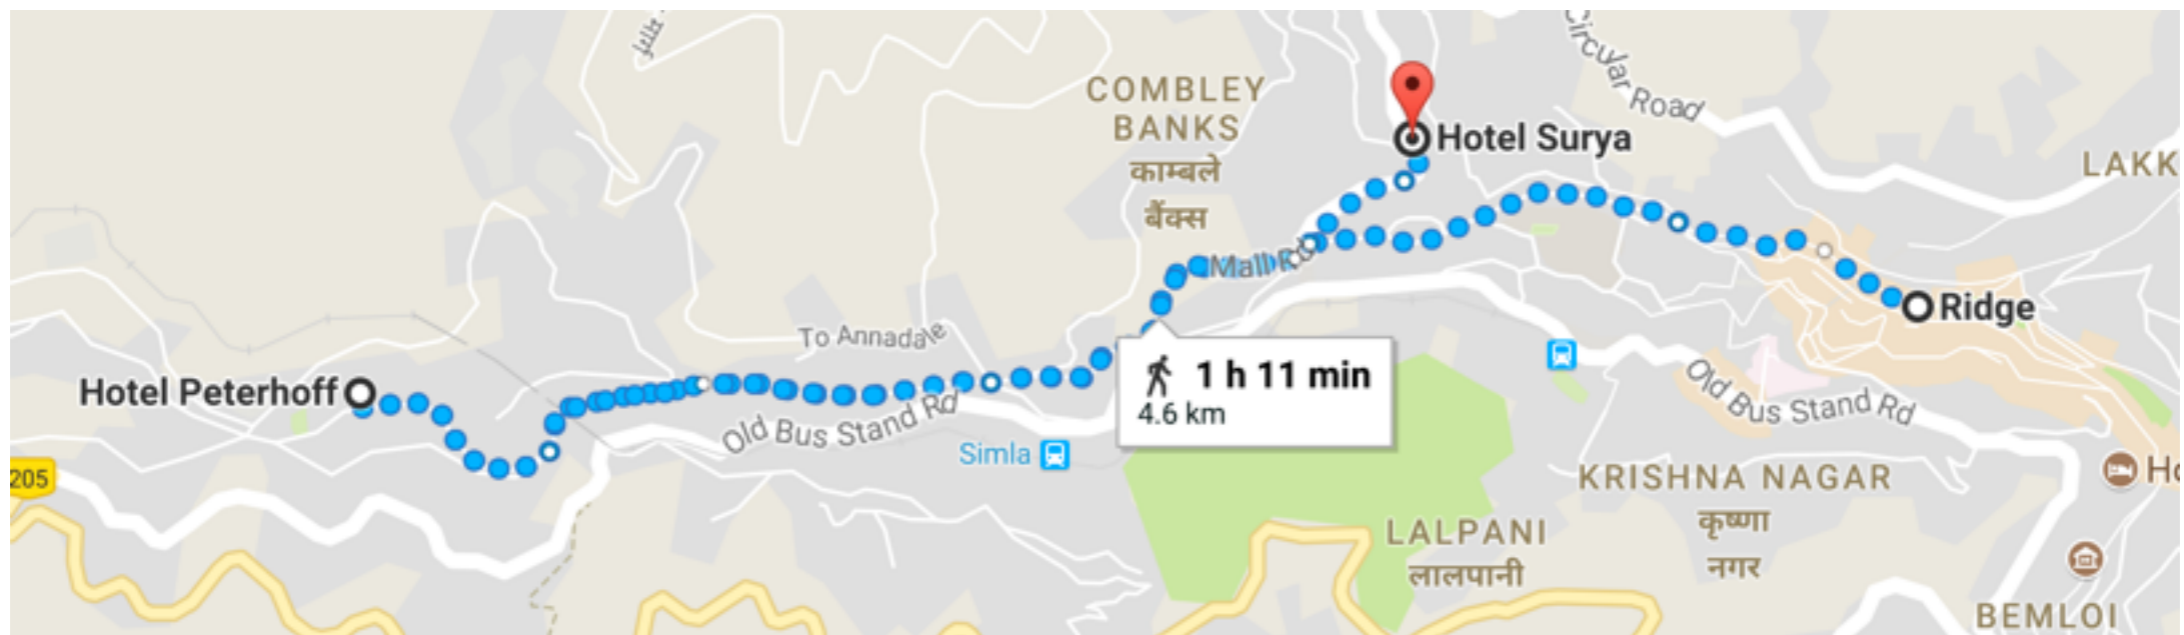 Circular Road
COMBLEY
BANKS
काम्बले
बैंक्स
Hotel Surya
LAKK
Mall Rd
Ridge
To Annadale
Hotel Peterhoff
1 h 11 min
4.6 km
Old Bus Stand Rd
Old Bus Stand Rd
Simla
205
KRISHNA NAGAR
कृष्णा
नगर
Ho
LALPANI
लालपानी
BEMLOI